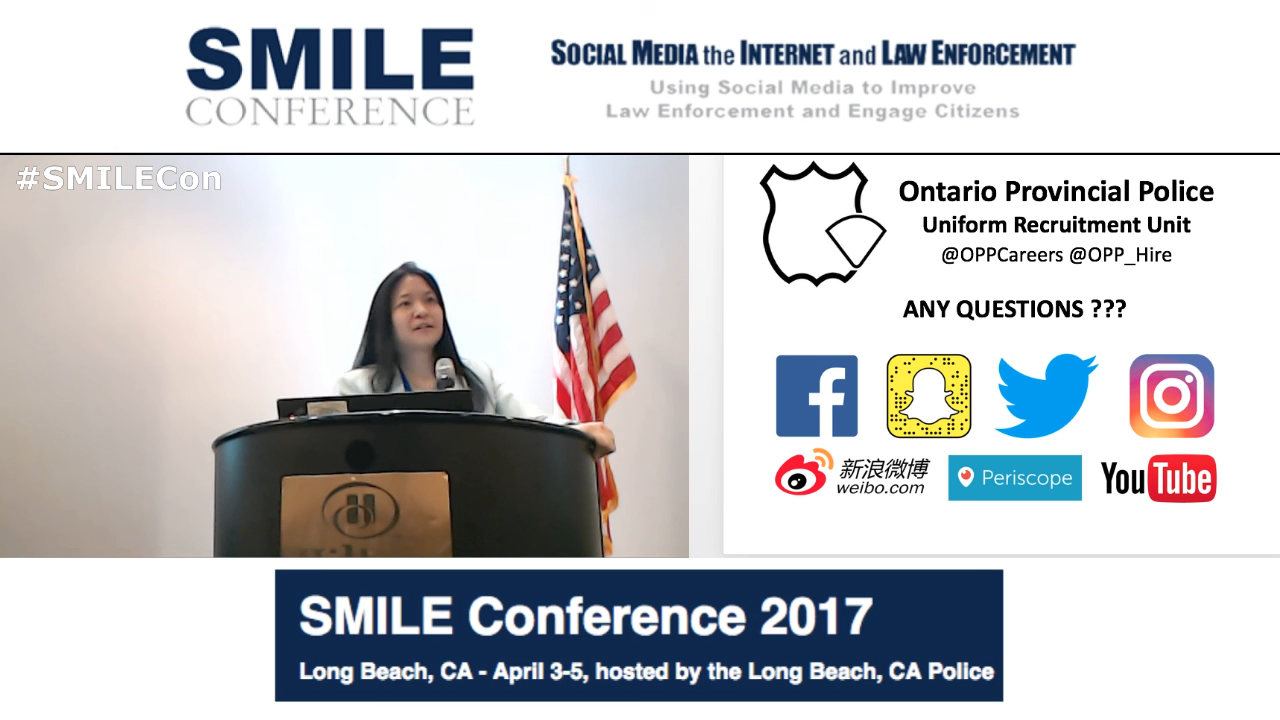 SMILE
CONFERENCE
SOCIAL MEDIA the INTERNET and LAW ENFORCEMENT
Using Social Media to Improve
Law Enforcement and Engage Citizens
#SMILECon
Ontario Provincial Police
Uniform Recruitment Unit
@OPPCareers @OPP_Hire
ANY QUESTIONS ???
新浪微博
weibo.com
Periscope
YouTube
SMILE Conference 2017
Long Beach, CA - April 3-5, hosted by the Long Beach, CA Police